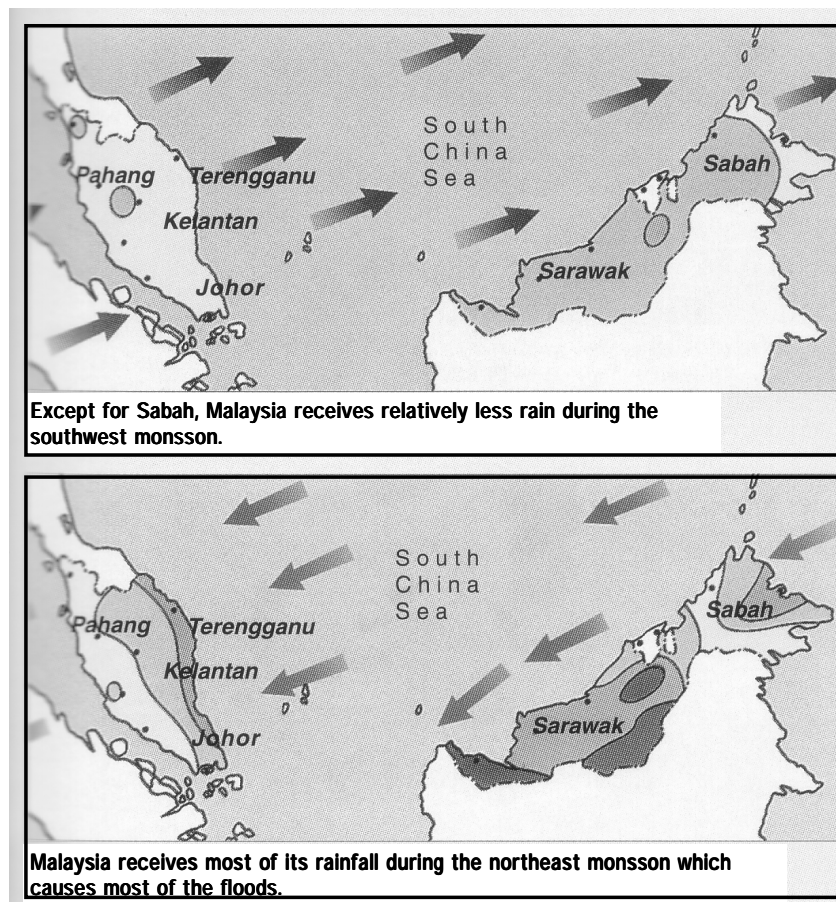 South
China
Sea
Pahang
Terengganu
Kelantan
Johor
Sabah
Sarawak
Except for Sabah, Malaysia receives relatively less rain during the
southwest monsson.
South
China
Sea
Pahang
Terengganu
Kelantan
Johor
Sabah
Sarawak
Malaysia receives most of its rainfall during the northeast monsson which
causes most of the floods.